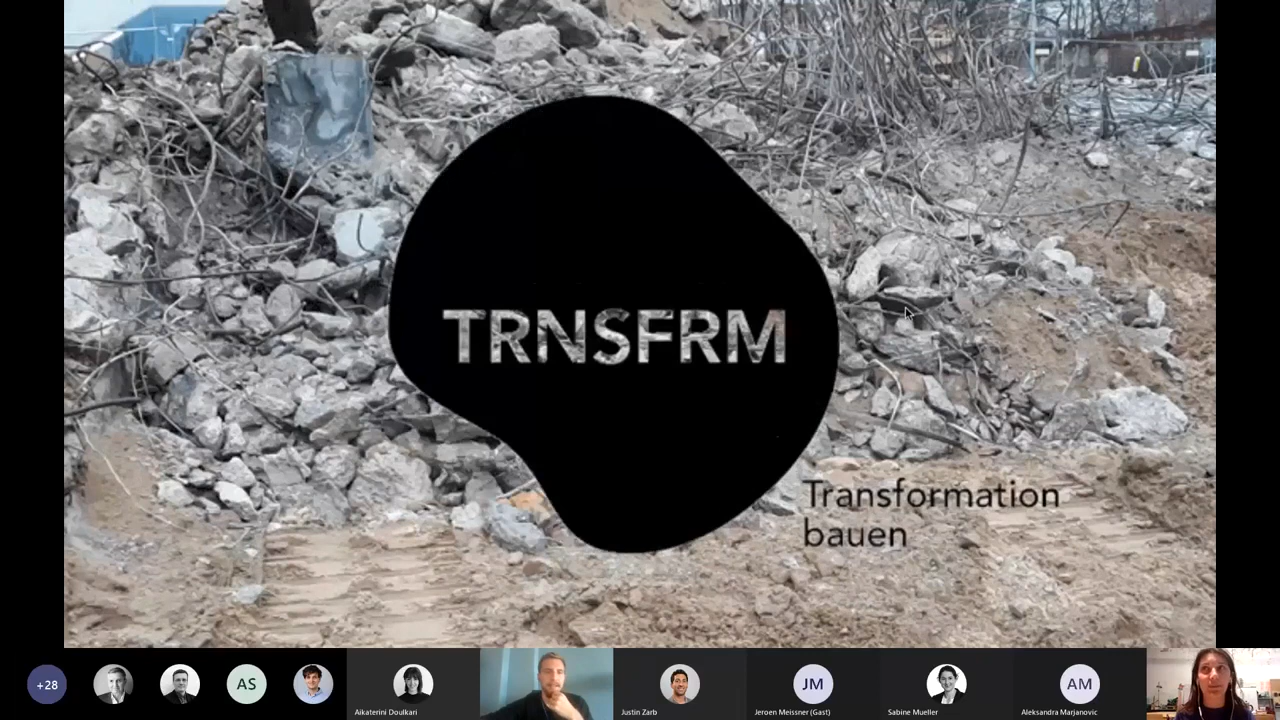 TRNSFRM
Transformation
bauen
+28
AS
Aikaterini Doulkari
Justin Zarb
JM
Jeroen Meissner (Gast)
Sabine Mueller
AM
Aleksandra Marjanovic